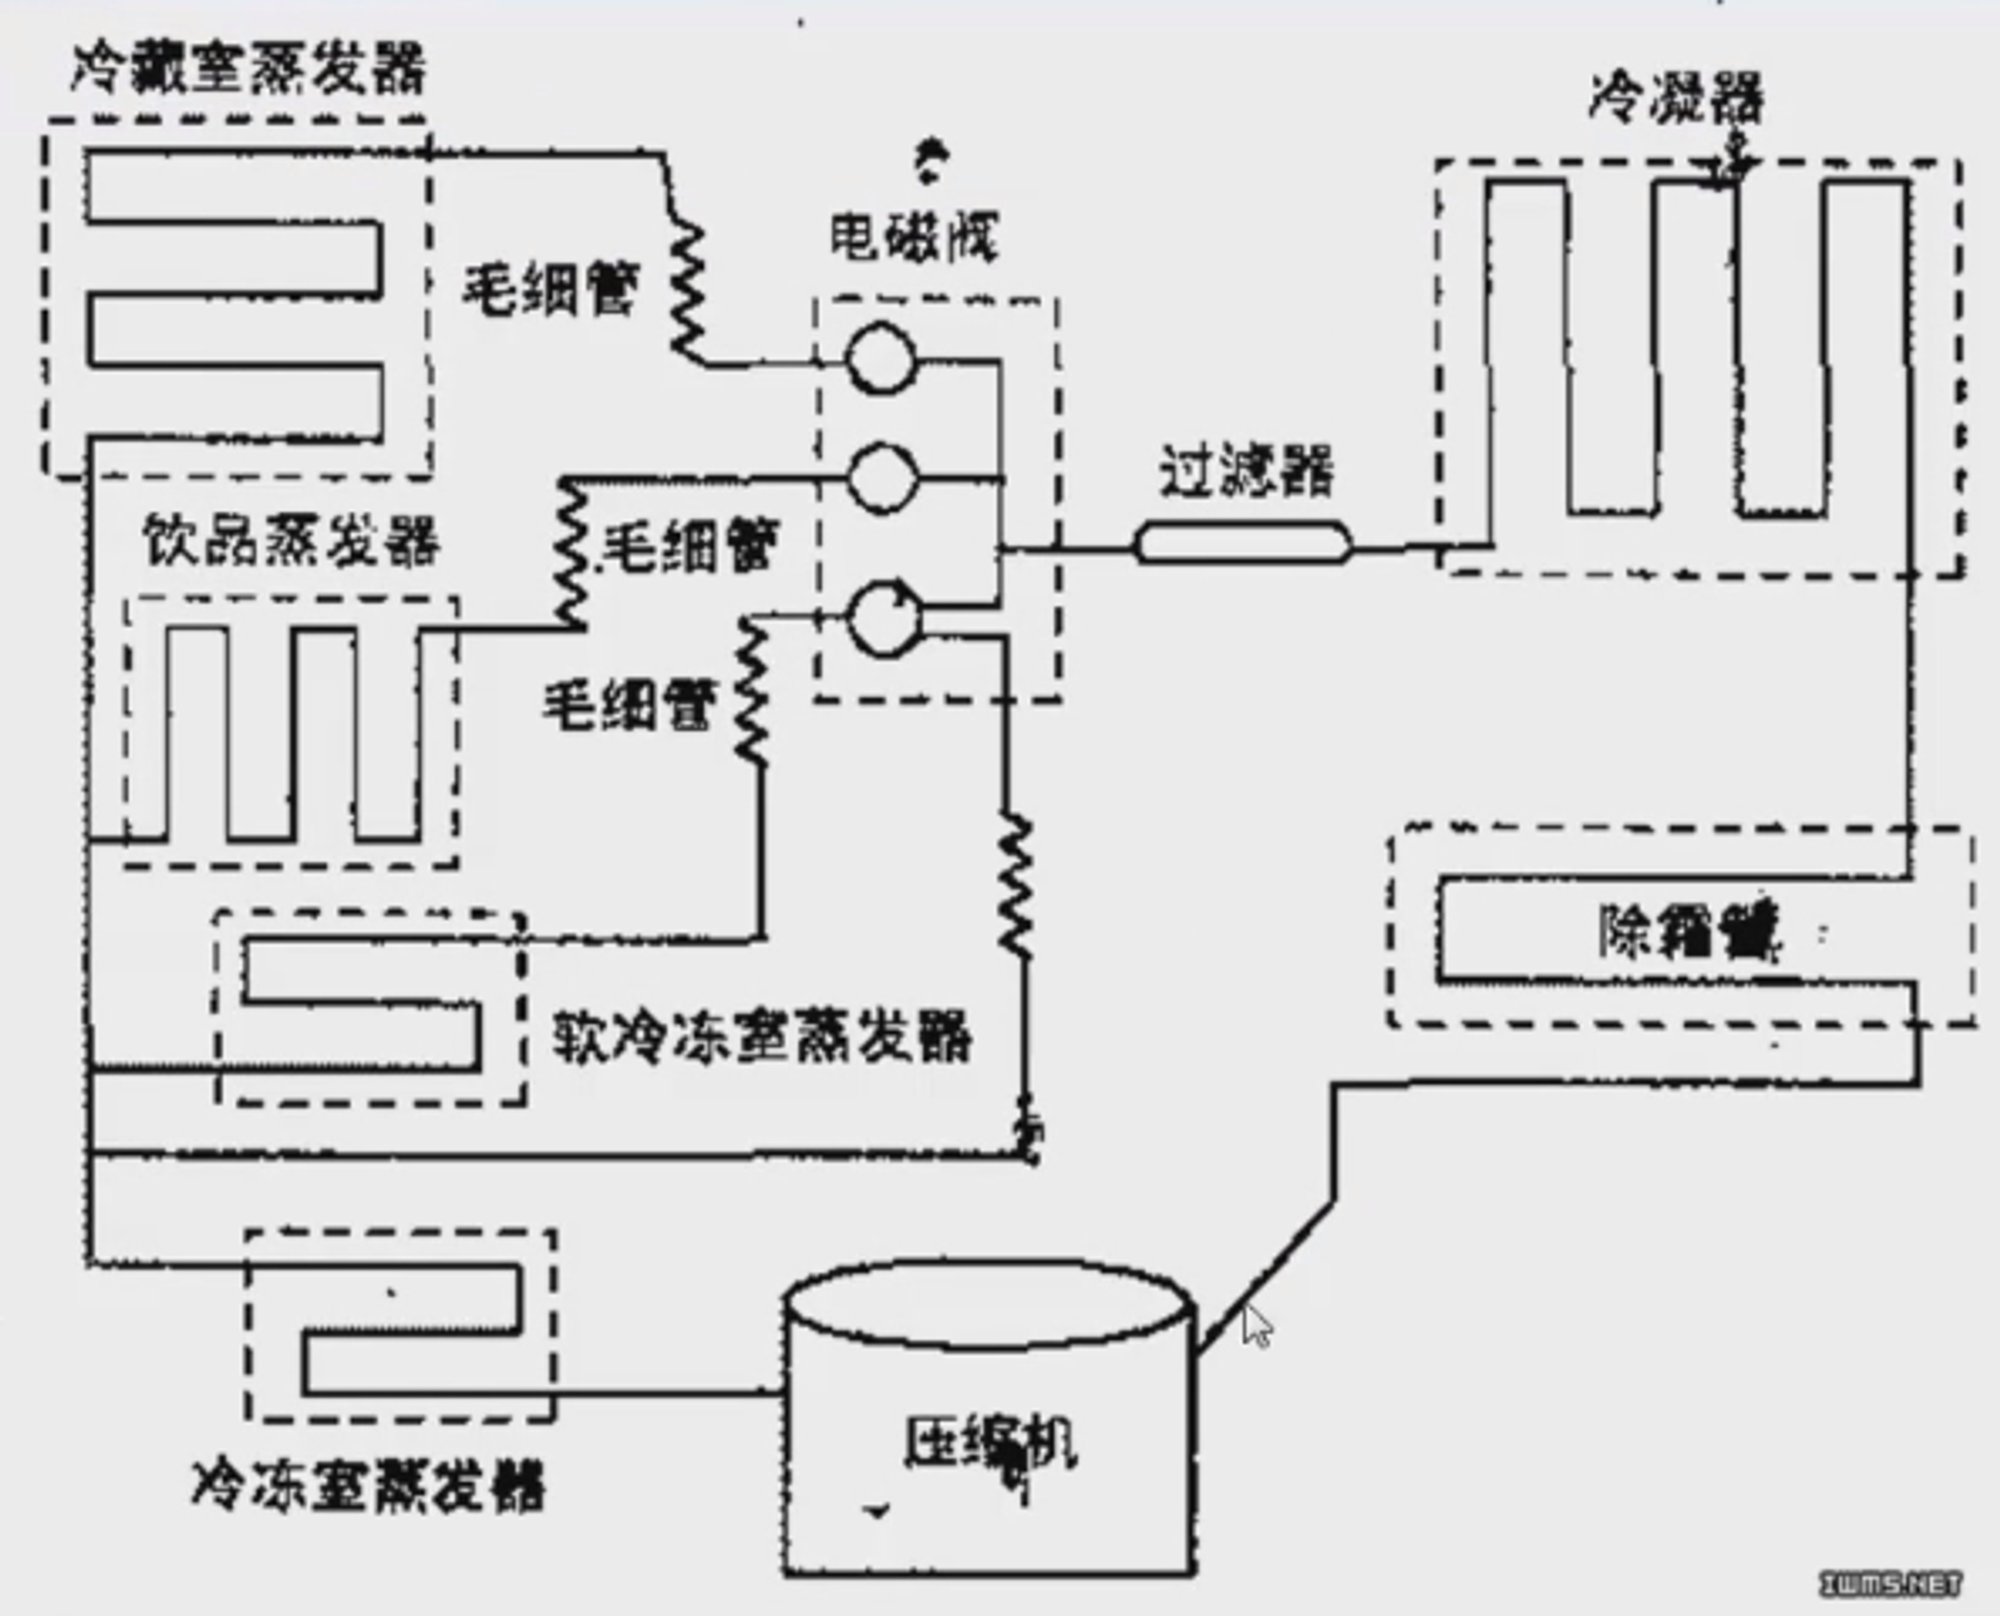 冷藏室蒸发器
冷凝器
电磁阀
毛细管
过滤器
饮品蒸发器
毛细管
毛细管
除霜管
软冷冻室蒸发器
压缩机
冷冻室蒸发器
IWMS.NET